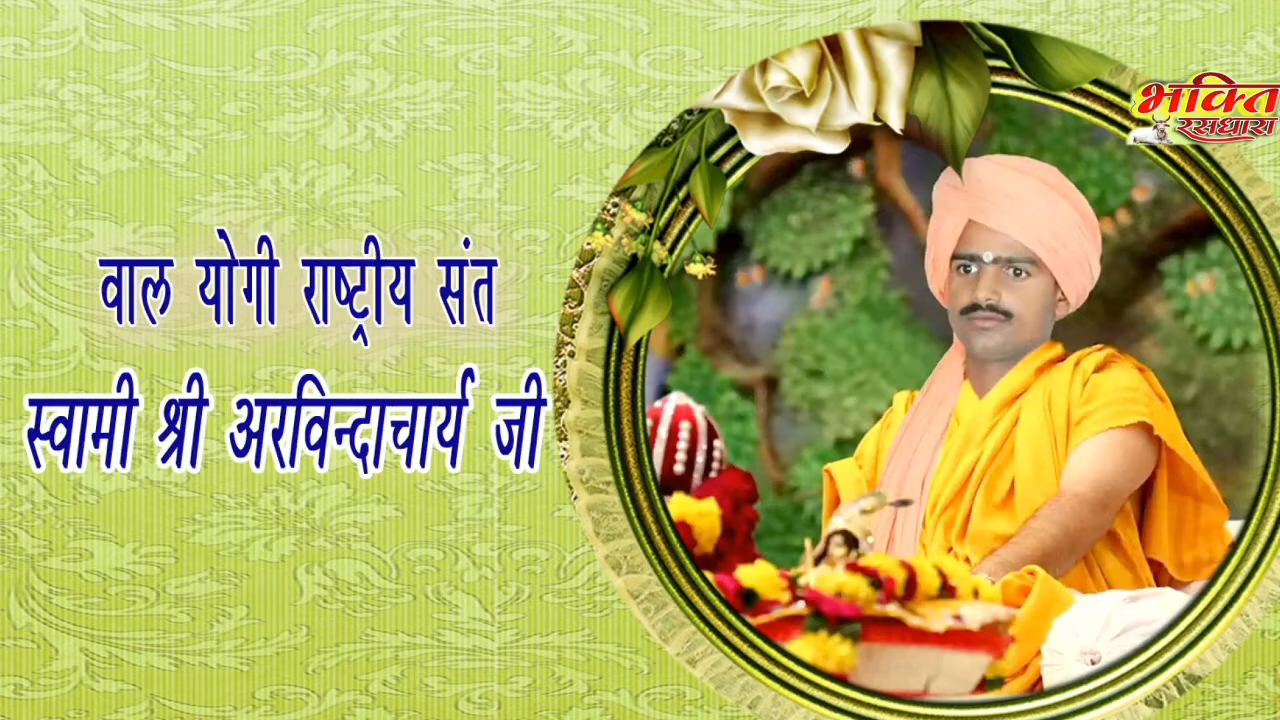 वाल योगी राष्ट्रीय संत
स्वामी श्री अरविन्दाचार्य जी
भक्ति
रसधारा